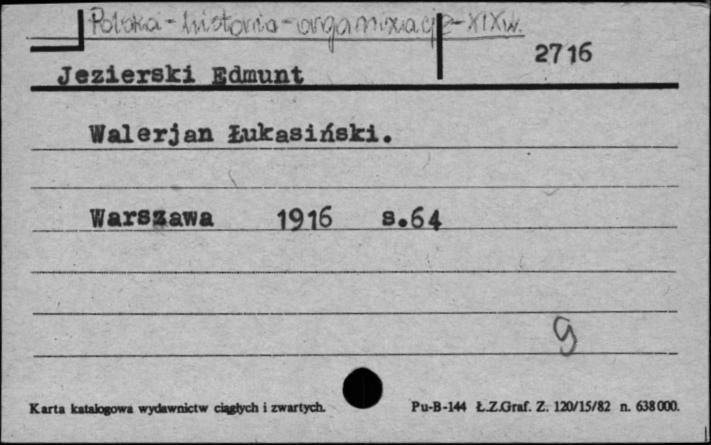 Polska - historia - organizacje - XIXw.
2716
Jezierski Edmunt
Walerjan Łukasiński.
Warszawa 1916 s.64
9
Karta katalogowa wydawnictw ciągłych i zwartych. Pu-B-144 Ł.Z.Graf. Z. 120/15/82 n. 638000.